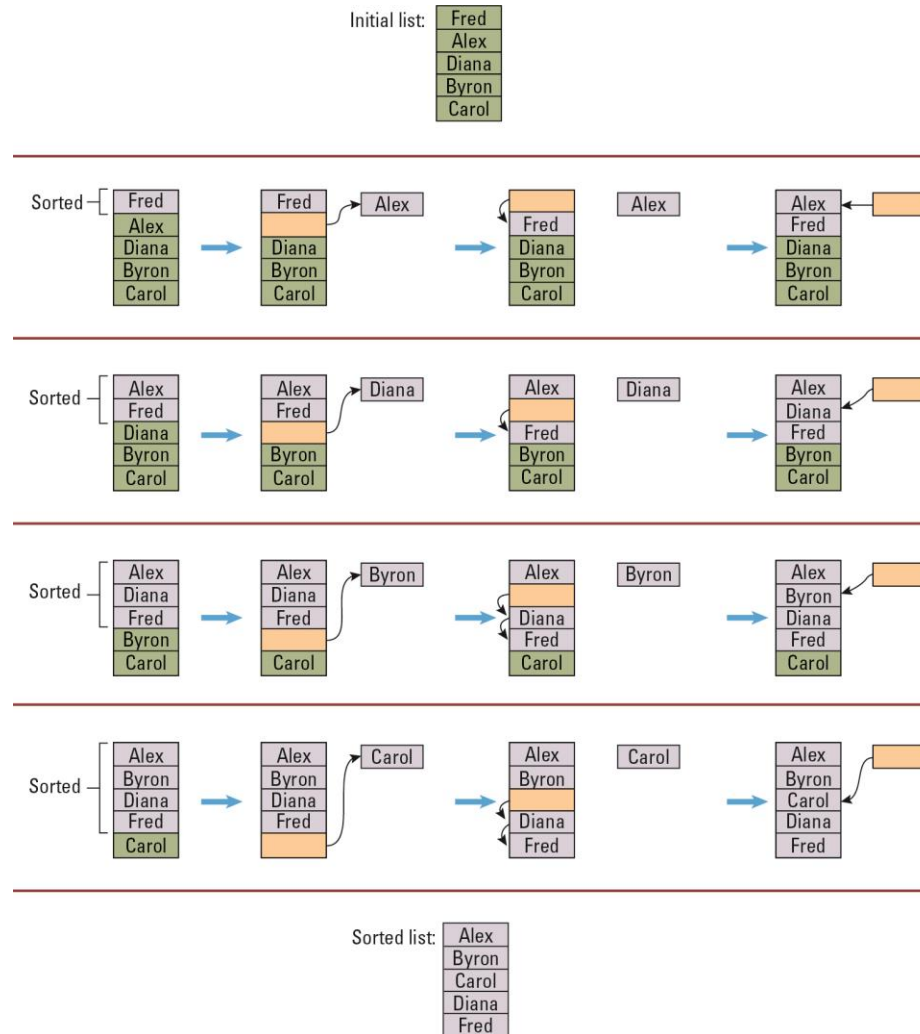 Initial list:
Fred
Alex
Diana
Byron
Carol
Sorted
Fred
Alex
Diana
Byron
Carol
Fred
Diana
Byron
Carol
Alex
Fred
Diana
Byron
Carol
Alex
Alex
Fred
Diana
Byron
Carol
Sorted
Alex
Fred
Diana
Byron
Carol
Alex
Fred
Byron
Carol
Diana
Alex
Fred
Byron
Carol
Diana
Alex
Diana
Fred
Byron
Carol
Sorted
Alex
Diana
Fred
Byron
Carol
Alex
Diana
Fred
Carol
Byron
Alex
Diana
Fred
Carol
Byron
Alex
Byron
Diana
Fred
Carol
Sorted
Alex
Byron
Diana
Fred
Carol
Alex
Byron
Diana
Fred
Carol
Alex
Byron
Diana
Fred
Carol
Alex
Byron
Carol
Diana
Fred
Sorted list:
Alex
Byron
Carol
Diana
Fred